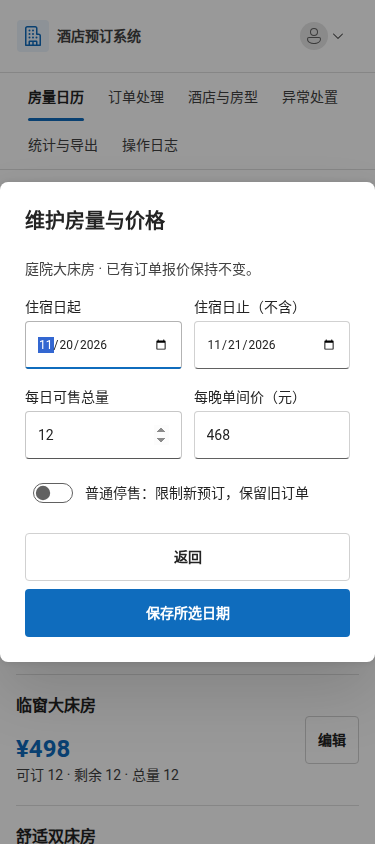 酒店预订系统
房量日历 订单处理 酒店与房型 异常处置
统计与导出 操作日志
维护房量与价格
庭院大床房 · 已有订单报价保持不变。
住宿日起 住宿日止（不含）
11/20/2026 11/21/2026
每日可售总量 每晚单间价（元）
12 468
普通停售：限制新预订，保留旧订单
返回
保存所选日期
临窗大床房
¥498
可订 12 · 剩余 12 · 总量 12
编辑
舒适双床房